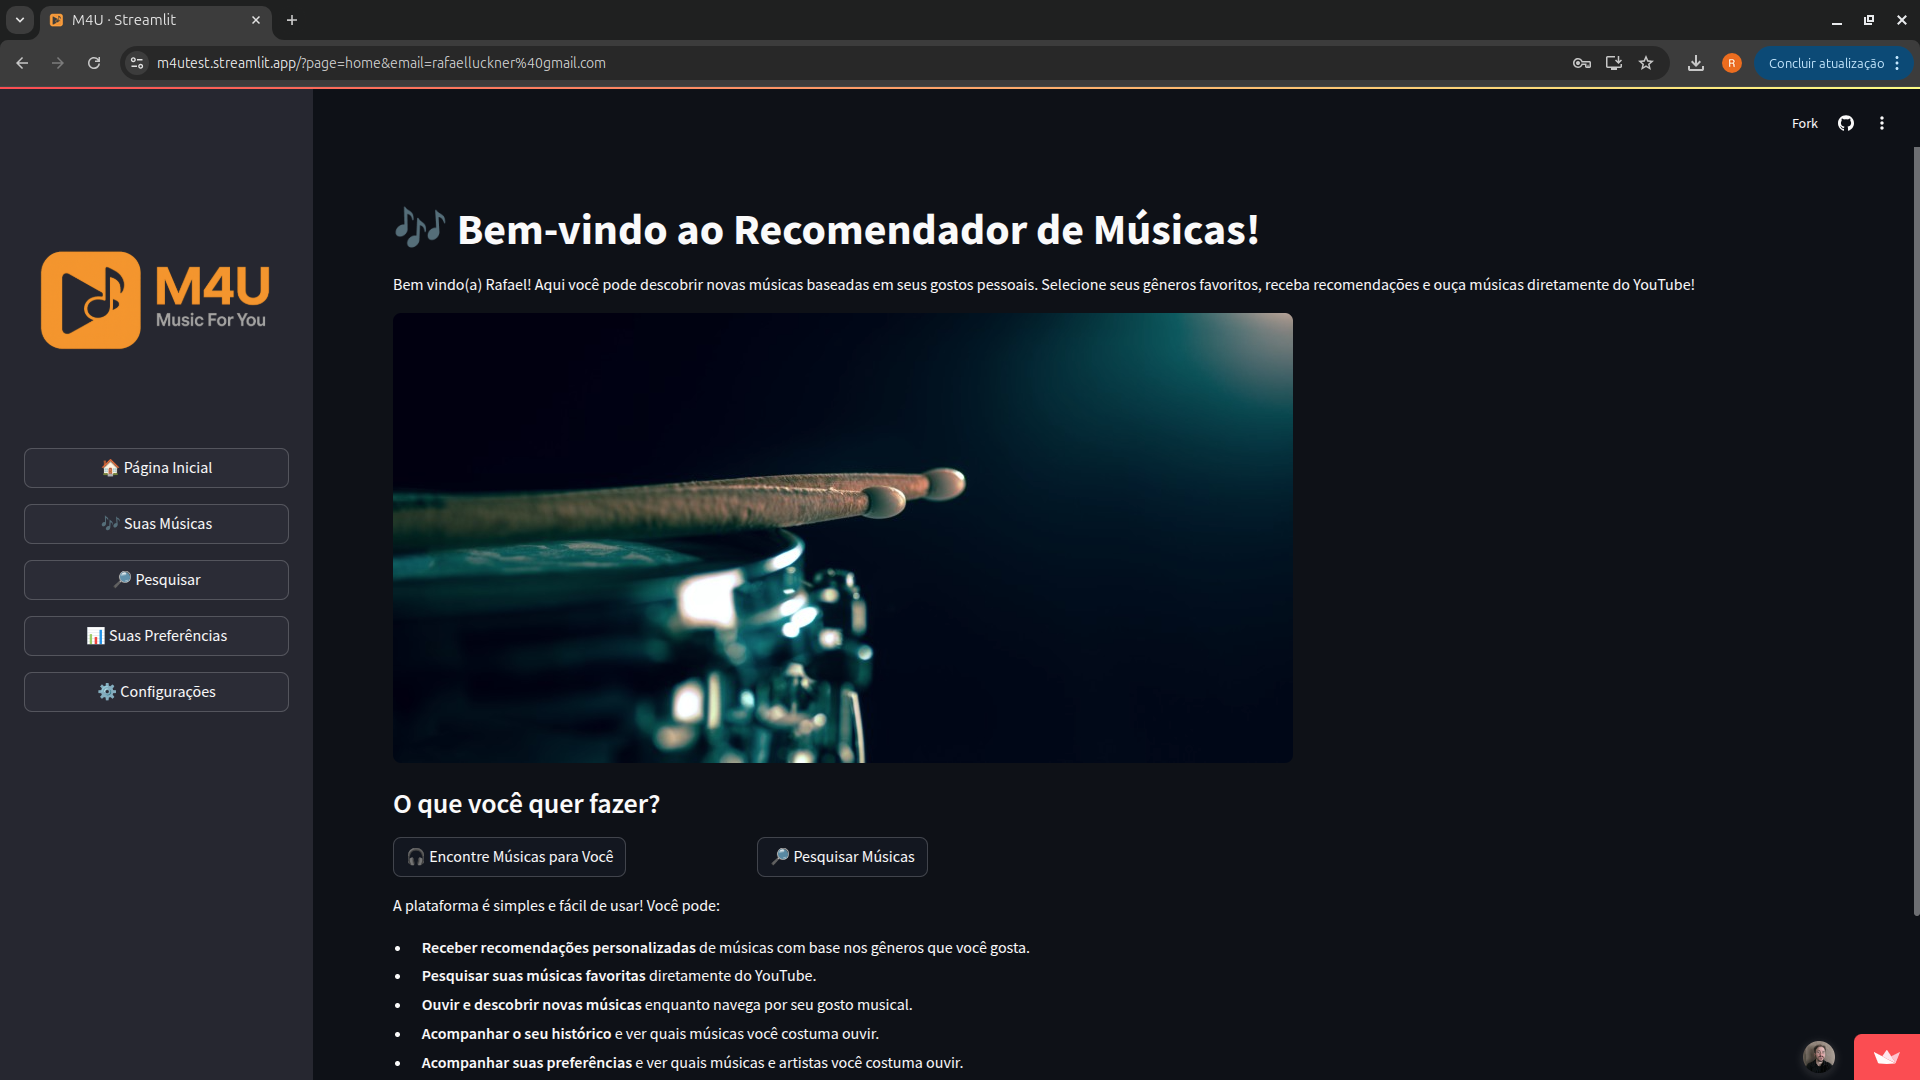 M4U · Streamlit
m4utest.streamlit.app/?page=home&email=rafaelluckner%40gmail.com
R
Concluir atualização
Fork
M4U
Music For You
Página Inicial
Suas Músicas
Pesquisar
Suas Preferências
Configurações
Bem-vindo ao Recomendador de Músicas!
Bem vindo(a) Rafael! Aqui você pode descobrir novas músicas baseadas em seus gostos pessoais. Selecione seus gêneros favoritos, receba recomendações e ouça músicas diretamente do YouTube!
O que você quer fazer?
Encontre Músicas para Você
Pesquisar Músicas
A plataforma é simples e fácil de usar! Você pode:
• Receber recomendações personalizadas de músicas com base nos gêneros que você gosta.
• Pesquisar suas músicas favoritas diretamente do YouTube.
• Ouvir e descobrir novas músicas enquanto navega por seu gosto musical.
• Acompanhar o seu histórico e ver quais músicas você costuma ouvir.
• Acompanhar suas preferências e ver quais músicas e artistas você costuma ouvir.